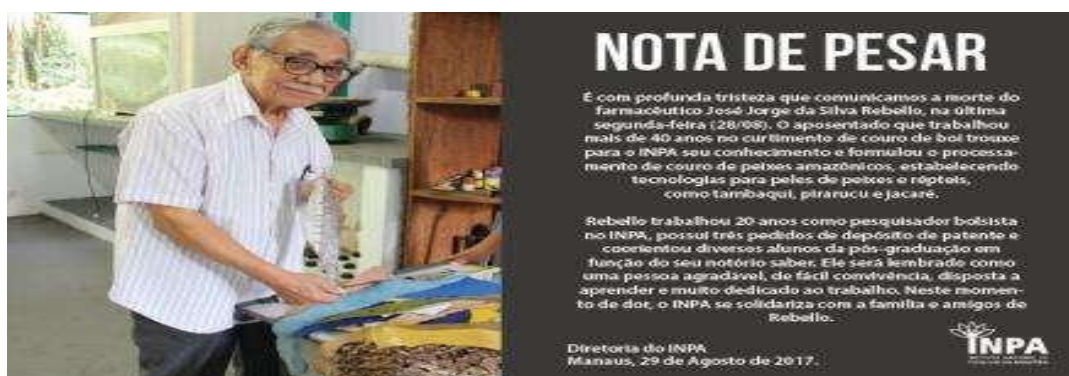 NOTA DE PESAR
É com profunda tristeza que comunicamos a morte do
farmacêutico José Jorge da Silva Rebello, na última
segunda-feira (28/08). O aposentado que trabalhou
mais de 40 anos no curtimento de couro de boi trouxe
para o INPA seu conhecimento e formulou o processa-
mento de couro de peixes amazônicos, estabelecendo
tecnologias para peles de peixes e répteis,
como tambaqui, pirarucu e jacaré.
Rebello trabalhou 20 anos como pesquisador bolsista
no INPA, possui três pedidos de depósito de patente e
coorientou diversos alunos da pós-graduação em
função do seu notório saber. Ele será lembrado como
uma pessoa agradável, de fácil convivência, disposta a
aprender e muito dedicado ao trabalho. Neste momen-
to de dor, o INPA se solidariza com a família e amigos de
Rebello.
Diretoria do INPA
Manaus, 29 de Agosto de 2017.
INPA